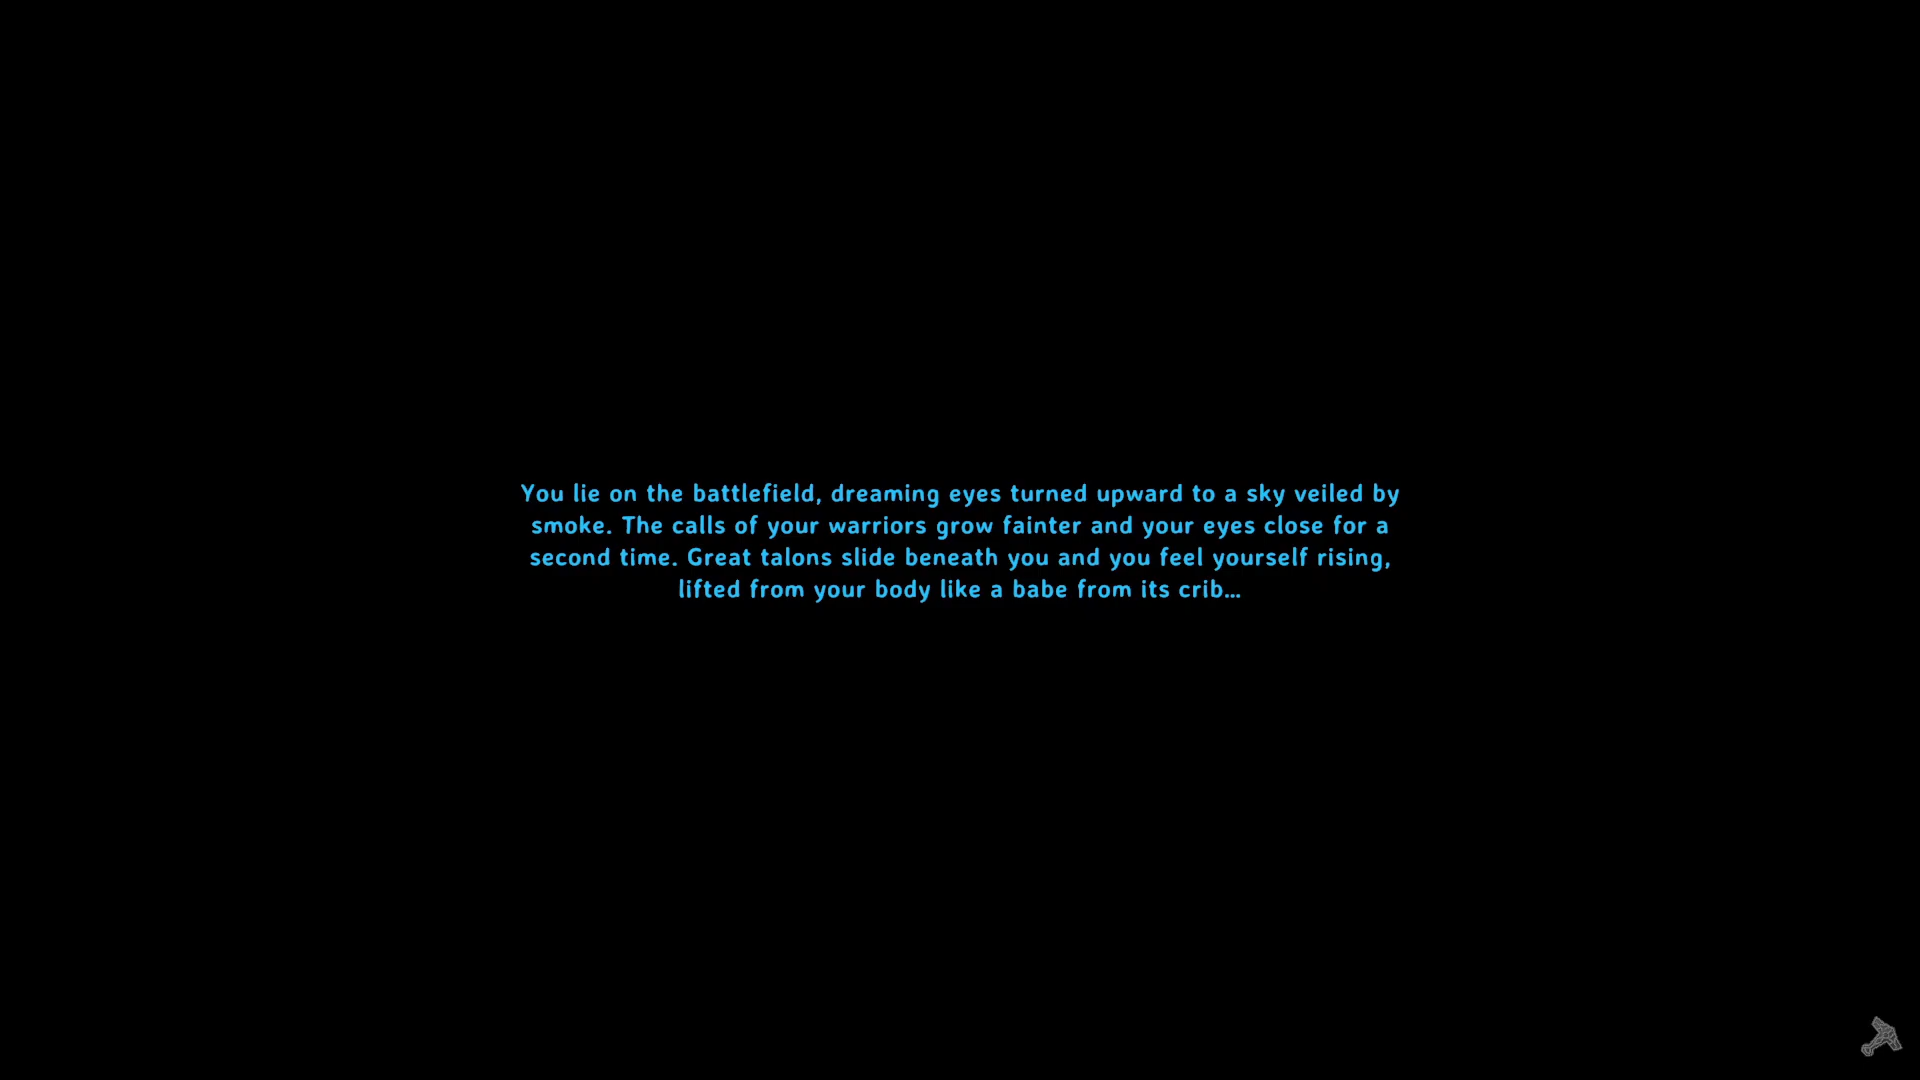 You lie on the battlefield, dreaming eyes turned upward to a sky veiled by
smoke. The calls of your warriors grow fainter and your eyes close for a
second time. Great talons slide beneath you and you feel yourself rising,
lifted from your body like a babe from its crib...